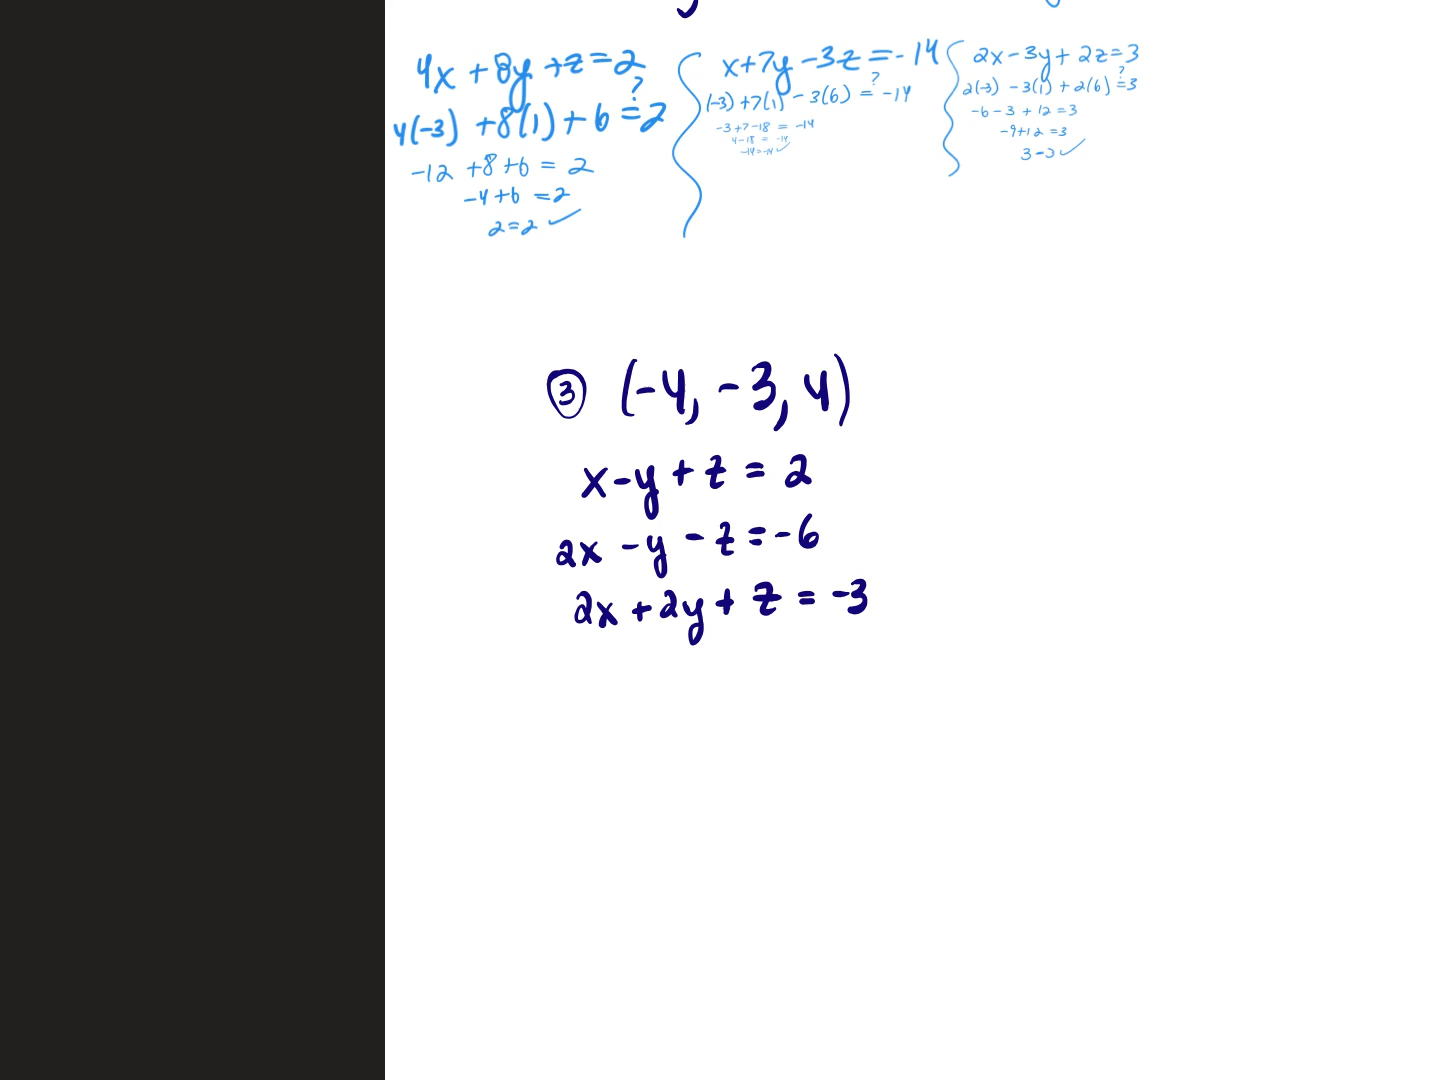 4x + 8y + z = 2
4(-3) + 8(1) + 6 ≟ 2
-12 + 8 + 6 = 2
-4 + 6 = 2
2 = 2 ✓
x + 7y - 3z = -14
(-3) + 7(1) - 3(6) ≟ -14
-3 + 7 - 18 = -14
4 - 18 = -14
-14 = -14 ✓
2x - 3y + 2z = 3
2(-3) - 3(1) + 2(6) ≟ 3
-6 - 3 + 12 = 3
-9 + 12 = 3
3 = 3 ✓
③ (-4, -3, 4)
x - y + z = 2
2x - y - z = -6
2x + 2y + z = -3